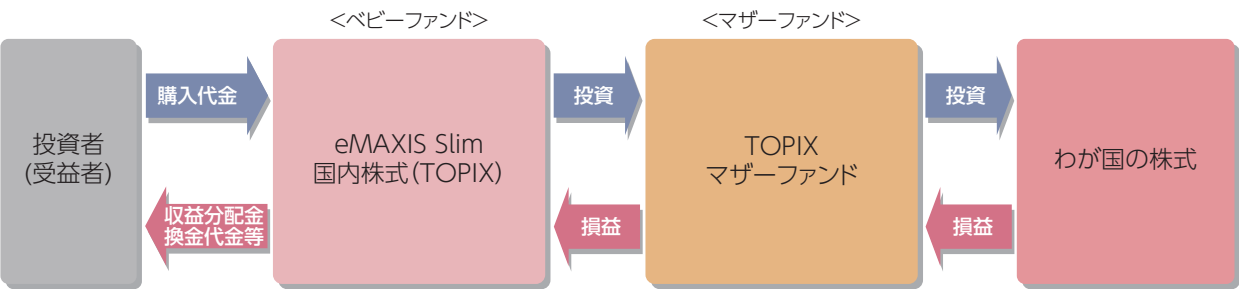 ＜ベビーファンド＞
＜マザーファンド＞
投資者
(受益者)
購入代金
収益分配金
換金代金等
eMAXIS Slim
国内株式(TOPIX)
投資
損益
TOPIX
マザーファンド
投資
損益
わが国の株式